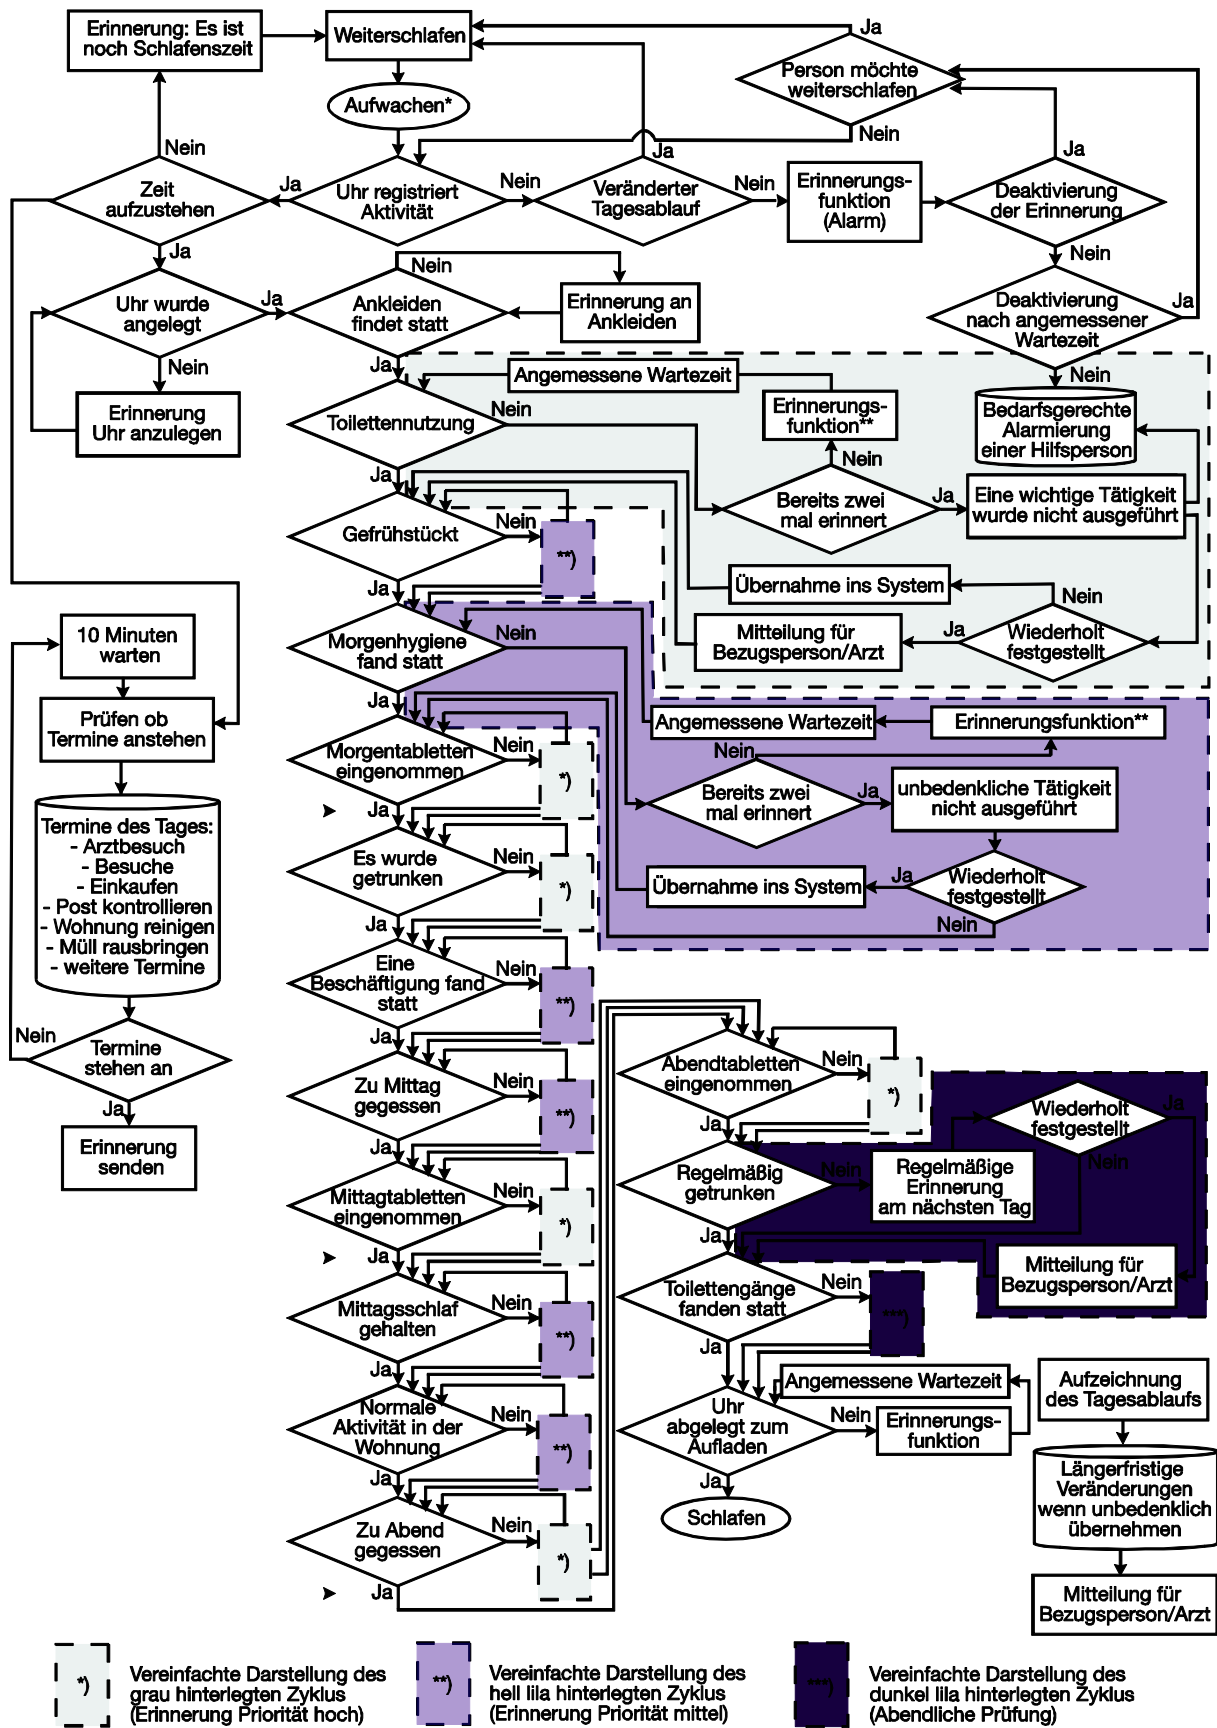 Erinnerung: Es ist
noch Schlafenszeit
Weiterschlafen
Ja
Person möchte
weiterschlafen
Aufwachen*
Nein
Nein
Ja
Ja
Zeit
aufzustehen
Ja
Uhr registriert
Aktivität
Nein
Veränderter
Tagesablauf
Nein
Erinnerungs-
funktion
(Alarm)
Deaktivierung
der Erinnerung
Ja
Nein
Nein
Uhr wurde
angelegt
Ja
Ankleiden
findet statt
Erinnerung an
Ankleiden
Deaktivierung
nach angemessener
Wartezeit
Ja
Nein
Ja
Nein
Erinnerung
Uhr anzulegen
Angemessene Wartezeit
Toilettennutzung
Nein
Erinnerungs-
funktion**
Bedarfsgerechte
Alarmierung
einer Hilfsperson
Ja
Nein
Bereits zwei
mal erinnert
Ja
Eine wichtige Tätigkeit
wurde nicht ausgeführt
Gefrühstückt
Nein
**)
Ja
Übernahme ins System
Nein
Mitteilung für
Bezugsperson/Arzt
Ja
Wiederholt
festgestellt
Morgenhygiene
fand statt
Nein
10 Minuten
warten
Prüfen ob
Termine anstehen
Ja
Angemessene Wartezeit
Erinnerungsfunktion**
Morgentabletten
eingenommen
Nein
*)
Nein
Bereits zwei
mal erinnert
Ja
unbedenkliche Tätigkeit
nicht ausgeführt
Ja
Termine des Tages:
- Arztbesuch
- Besuche
- Einkaufen
- Post kontrollieren
- Wohnung reinigen
- Müll rausbringen
- weitere Termine
Es wurde
getrunken
Nein
*)
Übernahme ins System
Ja
Wiederholt
festgestellt
Nein
Ja
Eine
Beschäftigung fand
statt
Nein
**)
Nein
Termine
stehen an
Ja
Ja
Erinnerung
senden
Zu Mittag
gegessen
Nein
**)
Abendtabletten
eingenommen
Nein
*)
Wiederholt
festgestellt
Ja
Ja
Ja
Nein
Mittagtabletten
eingenommen
Nein
*)
Regelmäßig
getrunken
Nein
Regelmäßige
Erinnerung
am nächsten Tag
Ja
Ja
Mitteilung für
Bezugsperson/Arzt
Mittagsschlaf
gehalten
Nein
**)
Toilettengänge
fanden statt
Nein
***)
Ja
Ja
Normale
Aktivität in der
Wohnung
Nein
**)
Angemessene Wartezeit
Uhr
abgelegt zum
Aufladen
Nein
Erinnerungs-
funktion
Aufzeichnung
des Tagesablaufs
Ja
Ja
Längerfristige
Veränderungen
wenn unbedenklich
übernehmen
Schlafen
Zu Abend
gegessen
Nein
*)
Ja
Mitteilung für
Bezugsperson/Arzt
*)
Vereinfachte Darstellung des
grau hinterlegten Zyklus
(Erinnerung Priorität hoch)
**)
Vereinfachte Darstellung des
hell lila hinterlegten Zyklus
(Erinnerung Priorität mittel)
***)
Vereinfachte Darstellung des
dunkel lila hinterlegten Zyklus
(Abendliche Prüfung)